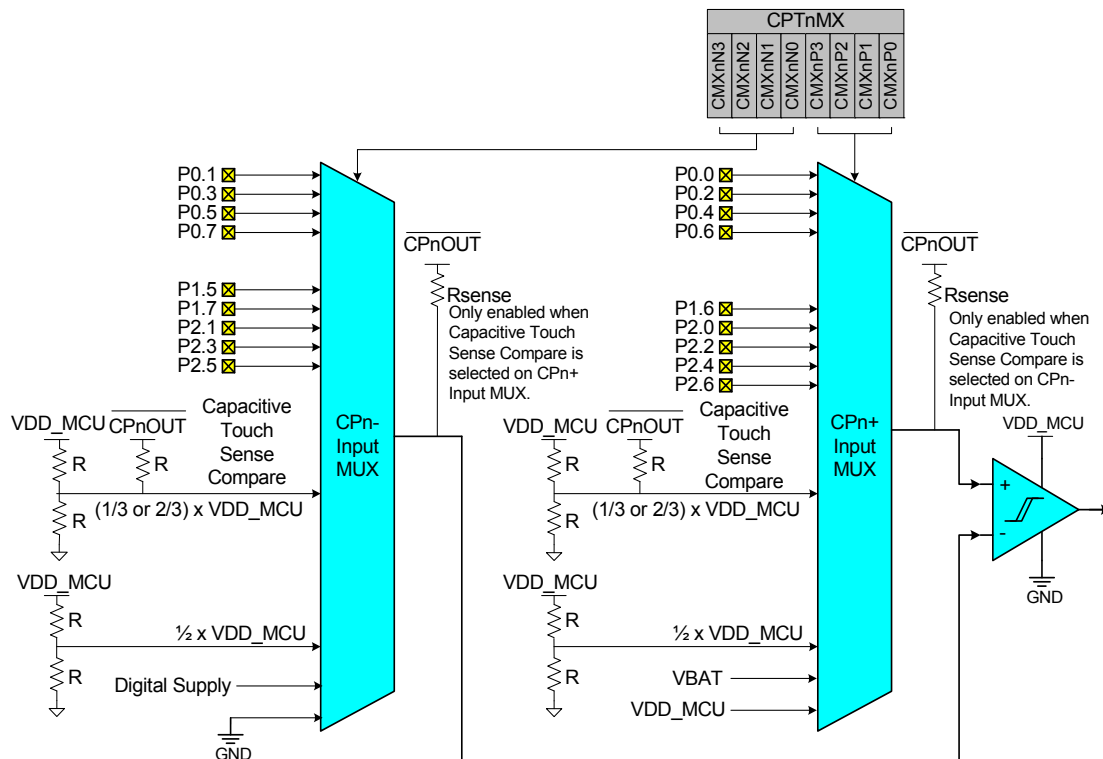 CPTnMX
CMXnN3
CMXnN2
CMXnN1
CMXnN0
CMXnP3
CMXnP2
CMXnP1
CMXnP0
P0.1
P0.3
P0.5
P0.7
P1.5
P1.7
P2.1
P2.3
P2.5
CPnOUT
Rsense
Only enabled when
Capacitive Touch
Sense Compare is
selected on CPn+
Input MUX.
VDD_MCU
CPnOUT
R
R
R
Capacitive
Touch
Sense
Compare
(1/3 or 2/3) x VDD_MCU
CPn-
Input
MUX
VDD_MCU
R
R
½ x VDD_MCU
Digital Supply
GND
P0.0
P0.2
P0.4
P0.6
P1.6
P2.0
P2.2
P2.4
P2.6
CPnOUT
Rsense
Only enabled when
Capacitive Touch
Sense Compare is
selected on CPn-
Input MUX.
VDD_MCU
CPnOUT
R
R
R
Capacitive
Touch
Sense
Compare
(1/3 or 2/3) x VDD_MCU
CPn+
Input
MUX
VDD_MCU
R
R
½ x VDD_MCU
VBAT
VDD_MCU
VDD_MCU
+
-
GND